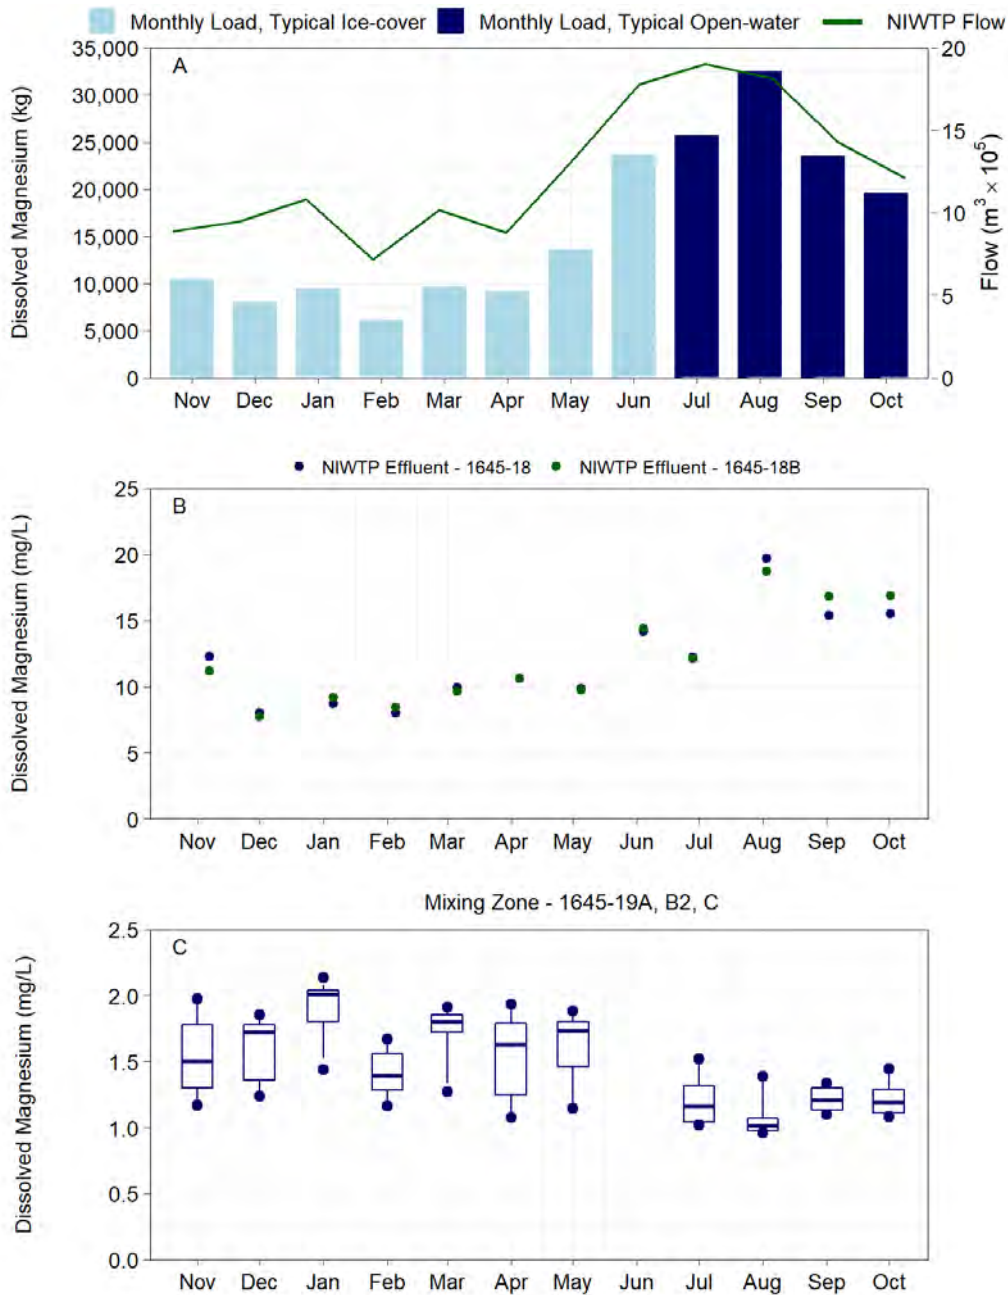 Monthly Load, Typical Ice-cover Monthly Load, Typical Open-water NIWTP Flow
A
Dissolved Magnesium (kg)
35,000
30,000
25,000
20,000
15,000
10,000
5,000
0
20
15
10
5
0
Flow (m³ × 10⁵)
Nov Dec Jan Feb Mar Apr May Jun Jul Aug Sep Oct
NIWTP Effluent - 1645-18 NIWTP Effluent - 1645-18B
B
Dissolved Magnesium (mg/L)
25
20
15
10
5
0
Nov Dec Jan Feb Mar Apr May Jun Jul Aug Sep Oct
Mixing Zone - 1645-19A, B2, C
C
Dissolved Magnesium (mg/L)
2.5
2.0
1.5
1.0
0.5
0.0
Nov Dec Jan Feb Mar Apr May Jun Jul Aug Sep Oct